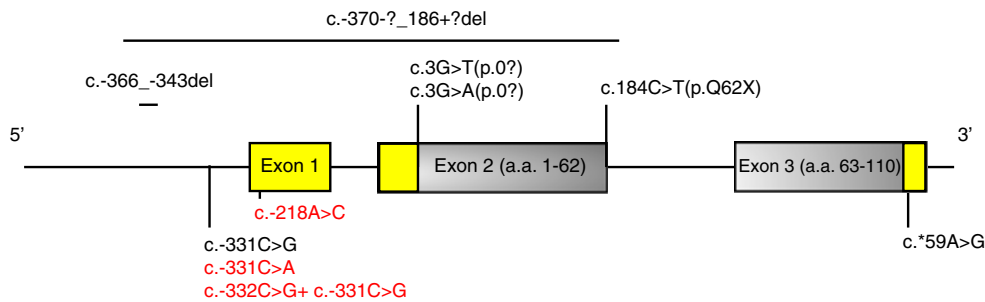 c.-370-?_186+?del
c.-366_-343del
c.3G>T(p.0?)
c.3G>A(p.0?)
c.184C>T(p.Q62X)
5’
3’
Exon 1
Exon 2 (a.a. 1-62)
Exon 3 (a.a. 63-110)
c.-218A>C
c.-331C>G
c.-331C>A
c.-332C>G+ c.-331C>G
c.*59A>G